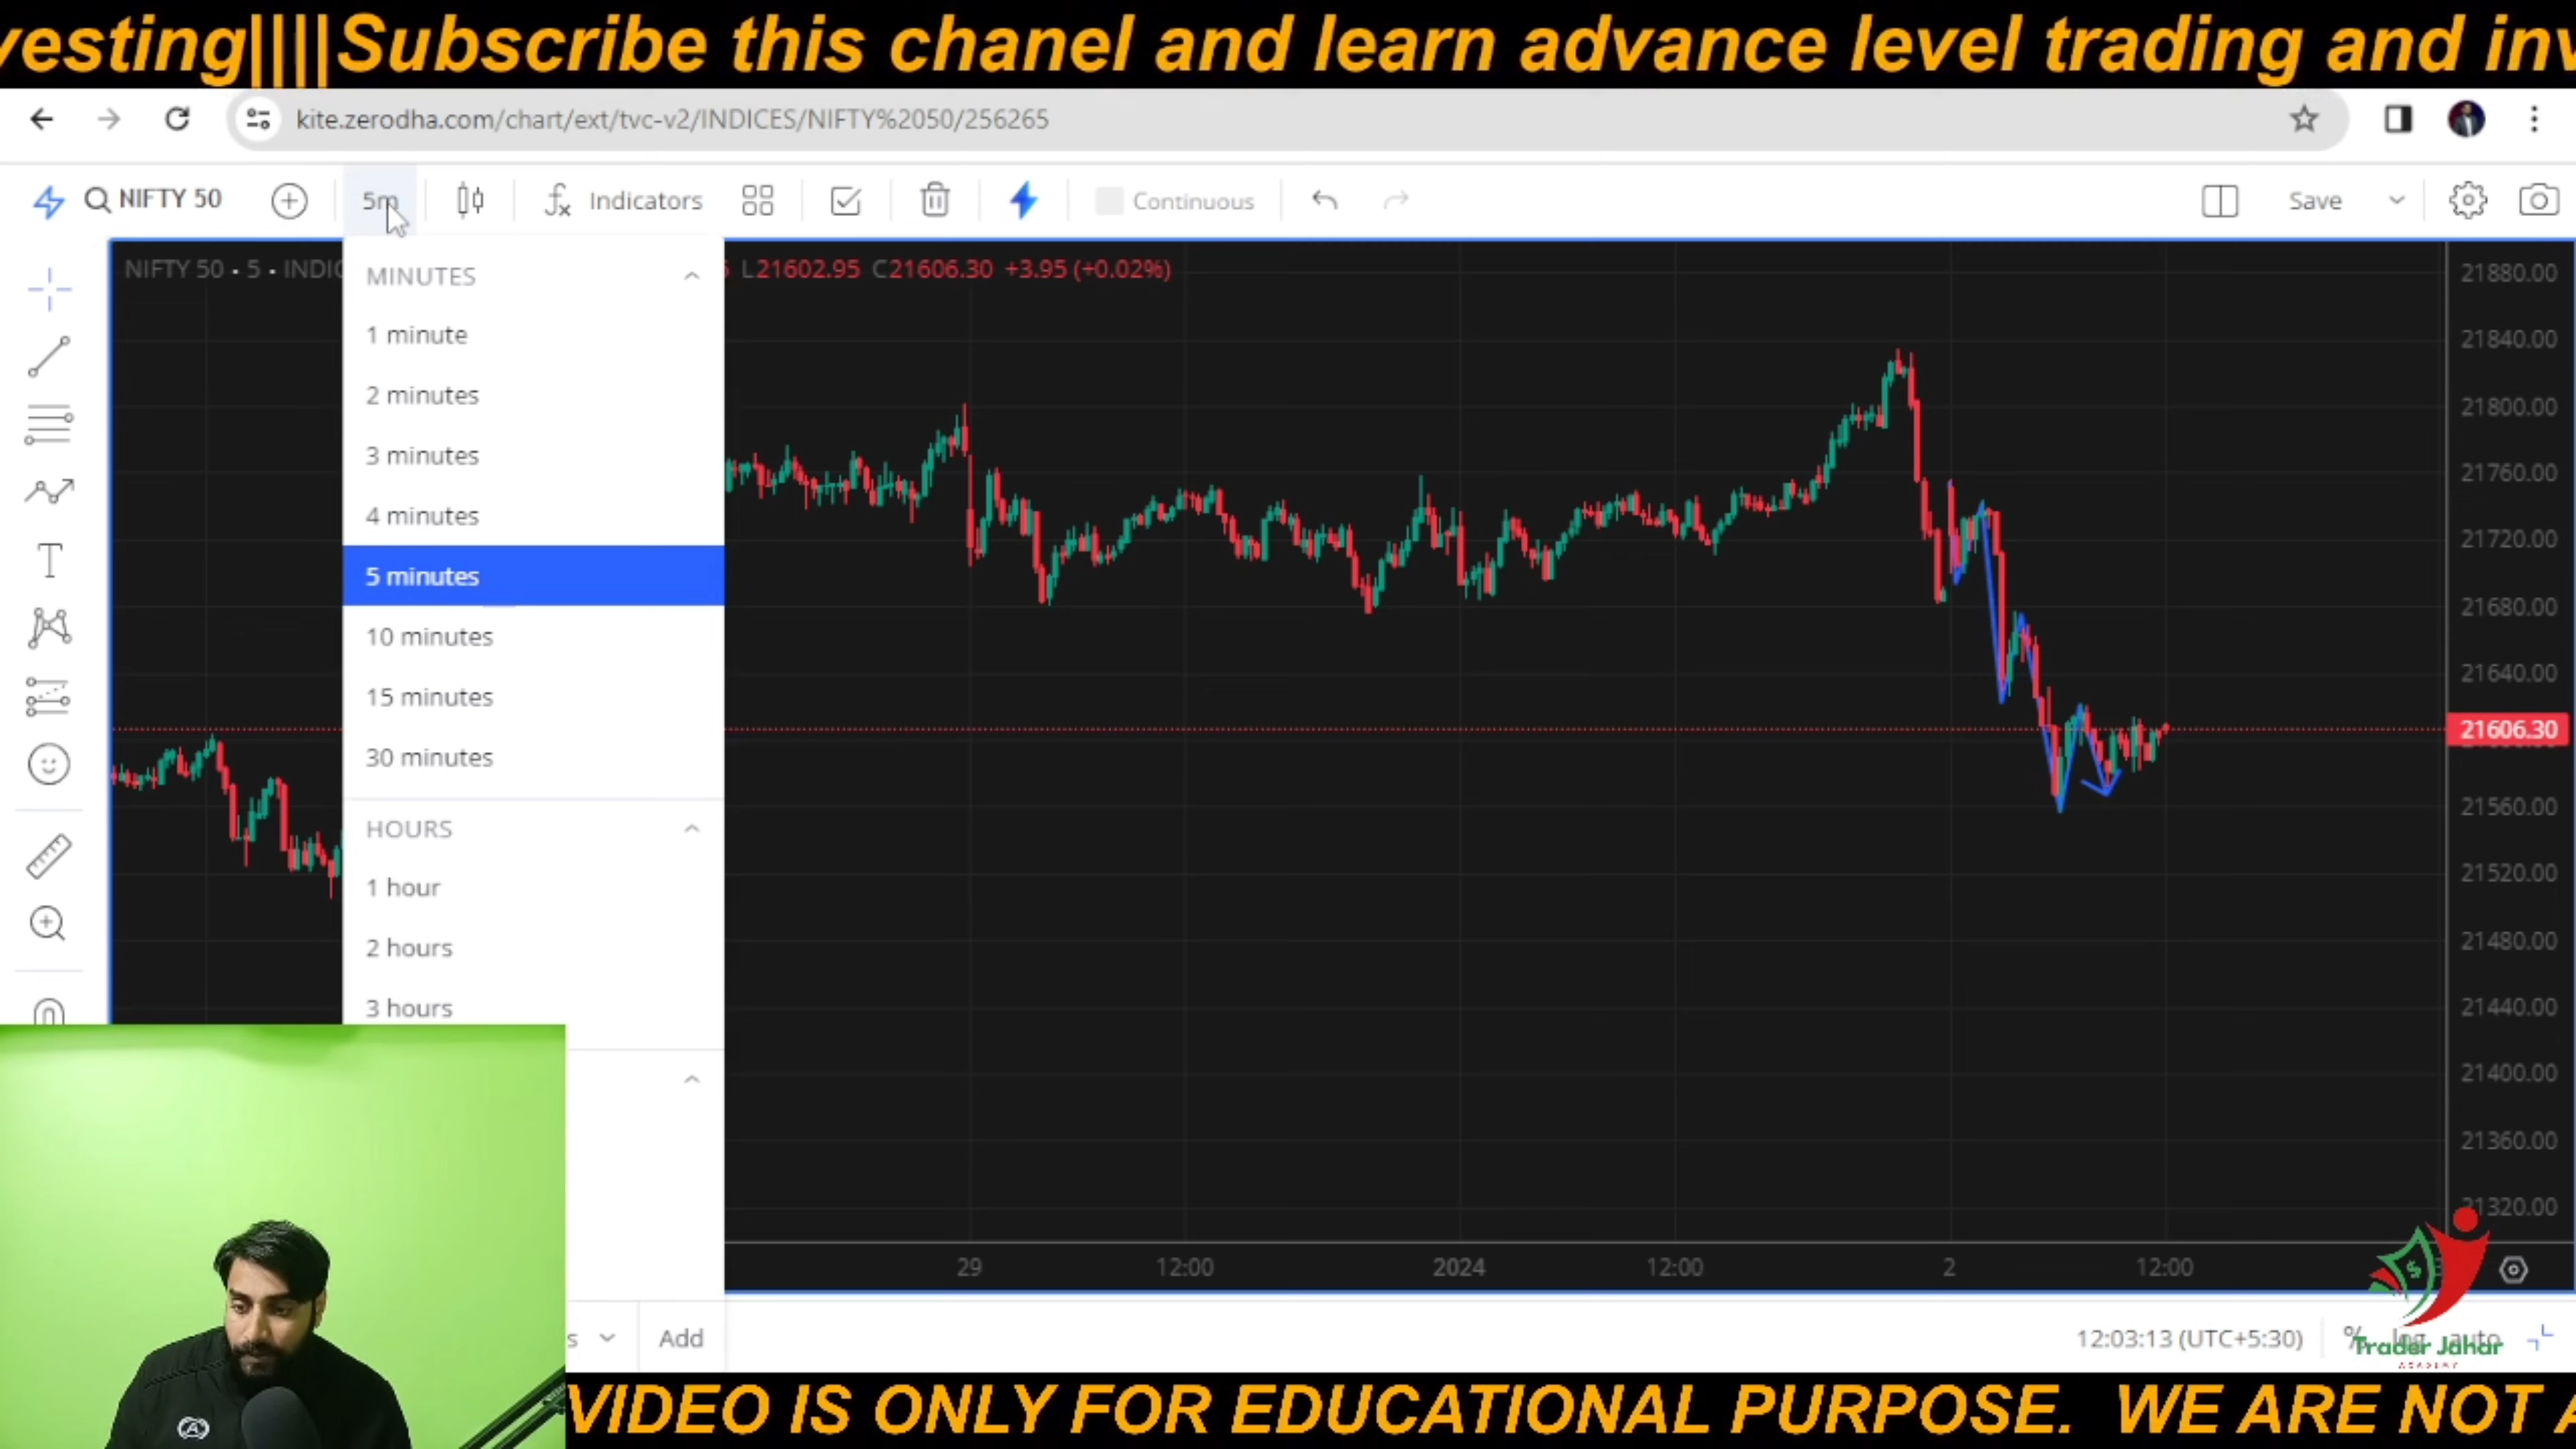 vesting||||Subscribe this chanel and learn advance level trading and inv
kite.zerodha.com/chart/ext/tvc-v2/INDICES/NIFTY%2050/256265
NIFTY 50
5m
Indicators
Continuous
Save
NIFTY 50 • 5 • INDIC
L21602.95 C21606.30 +3.95 (+0.02%)
MINUTES
1 minute
2 minutes
3 minutes
4 minutes
5 minutes
10 minutes
15 minutes
30 minutes
HOURS
1 hour
2 hours
3 hours
s
Add
21880.00
21840.00
21800.00
21760.00
21720.00
21680.00
21640.00
21606.30
21560.00
21520.00
21480.00
21440.00
21400.00
21360.00
21320.00
29
12:00
2024
12:00
2
12:00
12:03:13 (UTC+5:30)
% log auto
Trader Jahar
ACADEMY
VIDEO IS ONLY FOR EDUCATIONAL PURPOSE. WE ARE NOT A